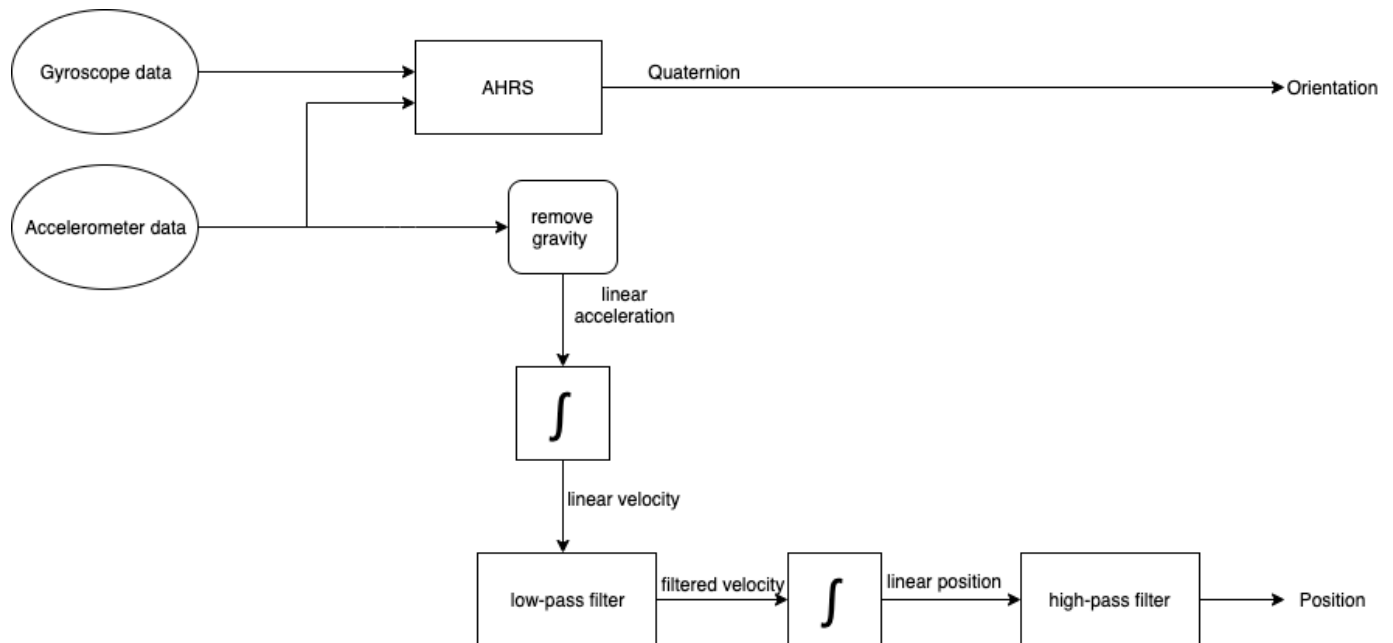 Gyroscope data
AHRS
Quaternion
Orientation
Accelerometer data
remove
gravity
linear
acceleration
∫
linear velocity
low-pass filter
filtered velocity
∫
linear position
high-pass filter
Position